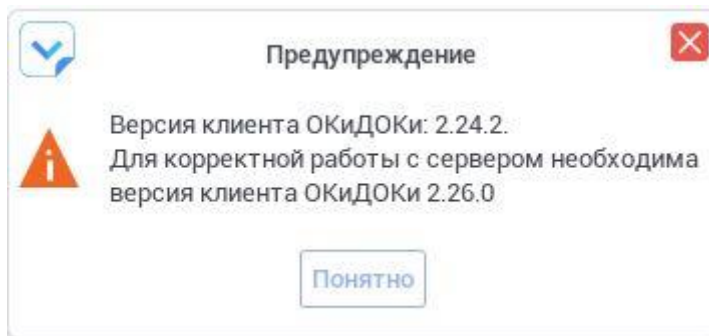 Предупреждение
Версия клиента ОКиДОКи: 2.24.2.
Для корректной работы с сервером необходима
версия клиента ОКиДОКи 2.26.0
Понятно